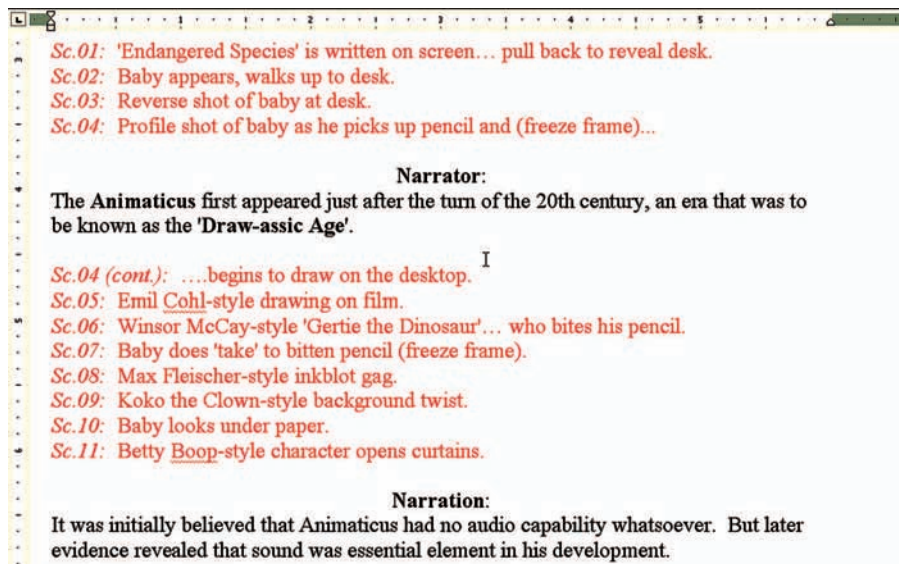 Sc.01: 'Endangered Species' is written on screen… pull back to reveal desk.
Sc.02: Baby appears, walks up to desk.
Sc.03: Reverse shot of baby at desk.
Sc.04: Profile shot of baby as he picks up pencil and (freeze frame)...
Narrator:
The Animaticus first appeared just after the turn of the 20th century, an era that was to
be known as the 'Draw-assic Age'.
Sc.04 (cont.): ….begins to draw on the desktop.
Sc.05: Emil Cohl-style drawing on film.
Sc.06: Winsor McCay-style 'Gertie the Dinosaur'… who bites his pencil.
Sc.07: Baby does 'take' to bitten pencil (freeze frame).
Sc.08: Max Fleischer-style inkblot gag.
Sc.09: Koko the Clown-style background twist.
Sc.10: Baby looks under paper.
Sc.11: Betty Boop-style character opens curtains.
Narration:
It was initially believed that Animaticus had no audio capability whatsoever. But later
evidence revealed that sound was essential element in his development.